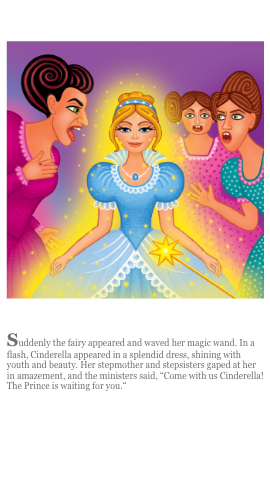 Suddenly the fairy appeared and waved her magic wand. In a
flash, Cinderella appeared in a splendid dress, shining with
youth and beauty. Her stepmother and stepsisters gaped at her
in amazement, and the ministers said, “Come with us Cinderella!
The Prince is waiting for you.“